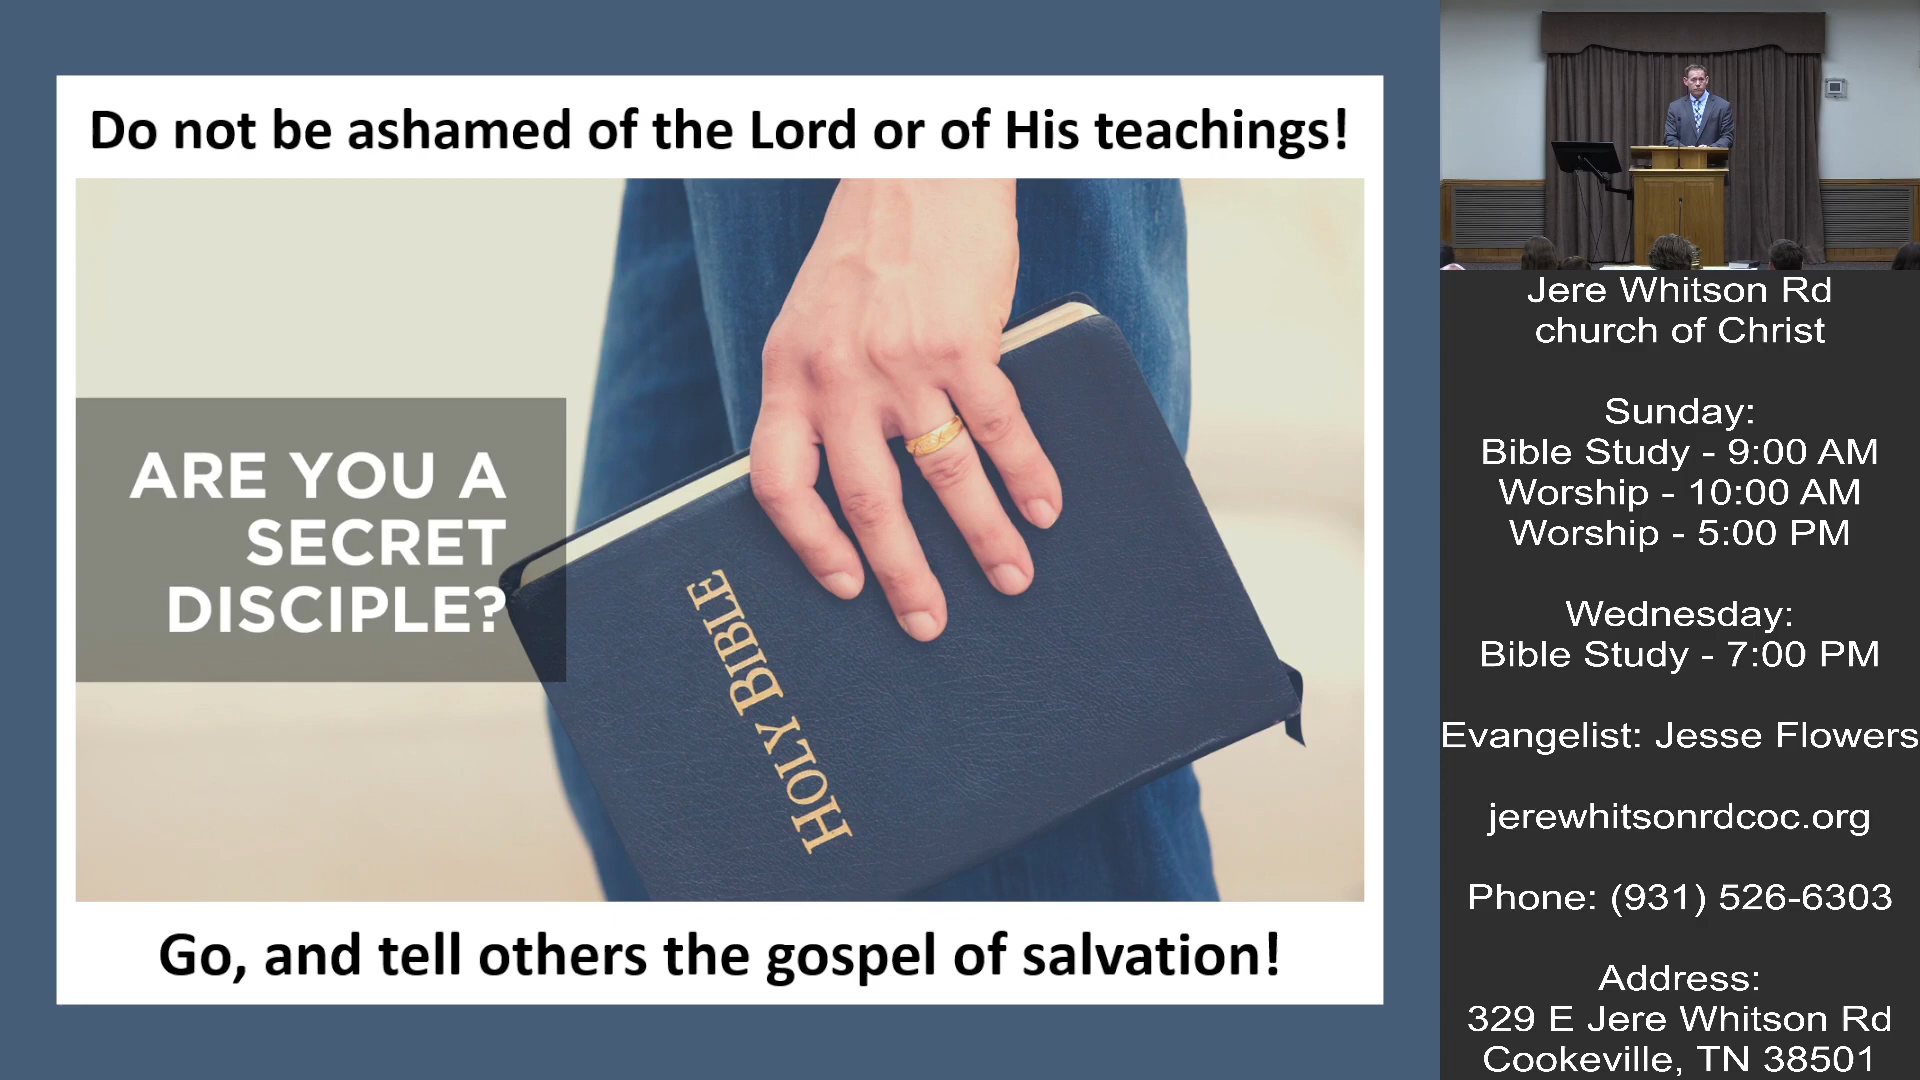 Do not be ashamed of the Lord or of His teachings!
ARE YOU A
SECRET
DISCIPLE?
HOLY BIBLE
Go, and tell others the gospel of salvation!
Jere Whitson Rd
church of Christ
Sunday:
Bible Study - 9:00 AM
Worship - 10:00 AM
Worship - 5:00 PM
Wednesday:
Bible Study - 7:00 PM
Evangelist: Jesse Flowers
jerewhitsonrdcoc.org
Phone: (931) 526-6303
Address:
329 E Jere Whitson Rd
Cookeville, TN 38501